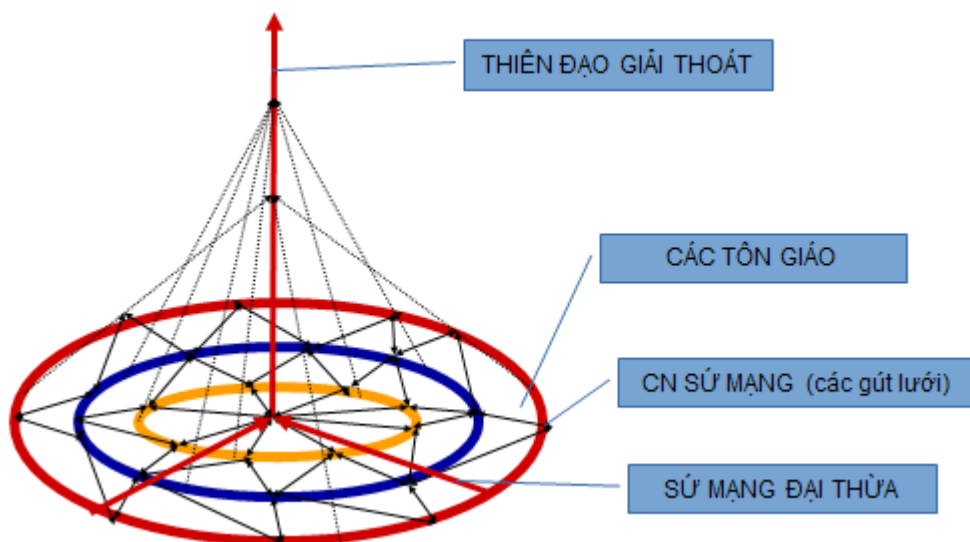 THIÊN ĐẠO GIẢI THOÁT
CÁC TÔN GIÁO
CN SỨ MẠNG (các gút lưới)
SỨ MẠNG ĐẠI THỪA